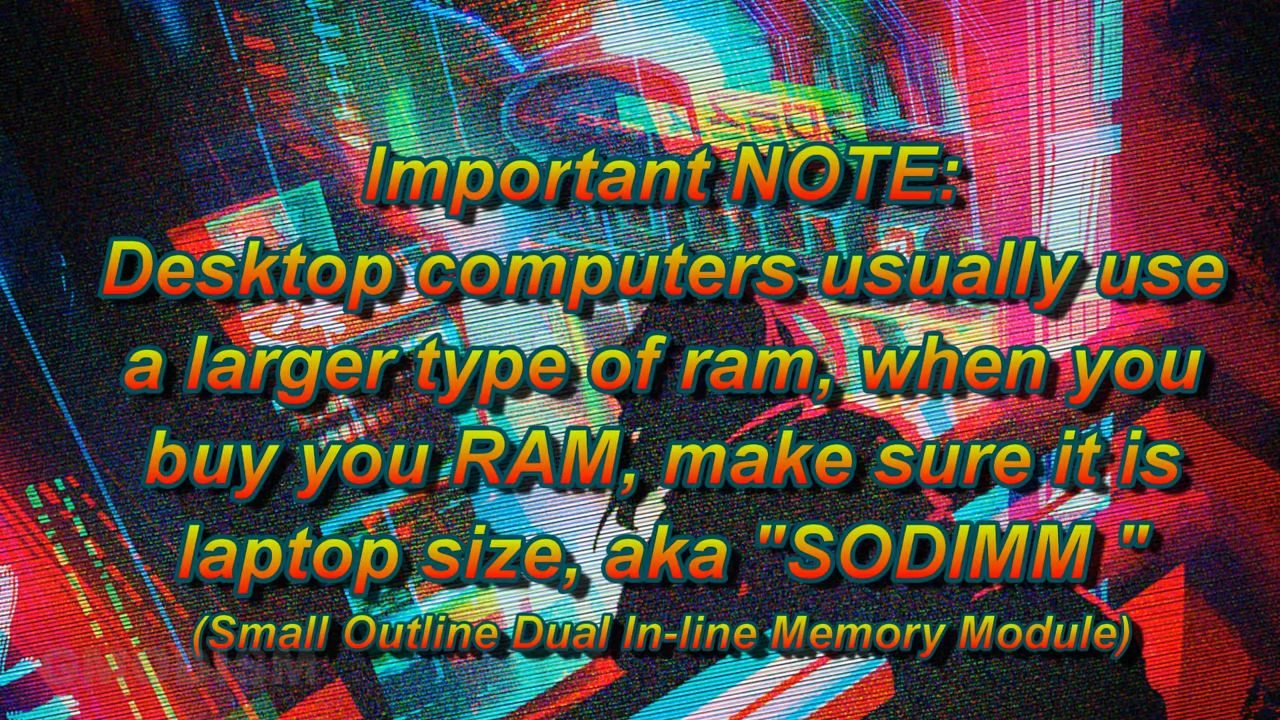 Important NOTE:
Desktop computers usually use
a larger type of ram, when you
buy you RAM, make sure it is
laptop size, aka "SODIMM "
(Small Outline Dual In-line Memory Module)